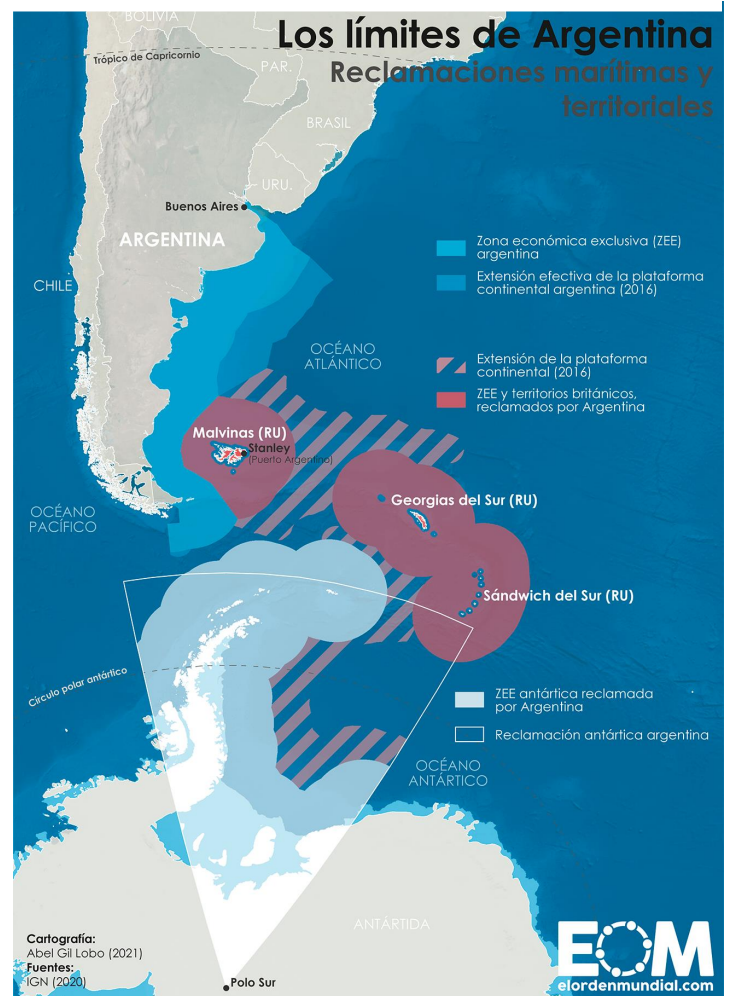 BOLIVIA
Los límites de Argentina
Reclamaciones marítimas y
territoriales
Trópico de Capricornio
PAR.
BRASIL
URU.
Buenos Aires
ARGENTINA
CHILE
Zona económica exclusiva (ZEE)
argentina
Extensión efectiva de la plataforma
continental argentina (2016)
OCÉANO
ATLÁNTICO
Extensión de la plataforma
continental (2016)
ZEE y territorios británicos,
reclamados por Argentina
Malvinas (RU)
Stanley
(Puerto Argentino)
Georgias del Sur (RU)
OCÉANO
PACÍFICO
Sándwich del Sur (RU)
Círculo polar antártico
ZEE antártica reclamada
por Argentina
Reclamación antártica argentina
OCÉANO
ANTÁRTICO
ANTÁRTIDA
Cartografía:
Abel Gil Lobo (2021)
Fuentes:
IGN (2020)
Polo Sur
EOM
elordenmundial.com